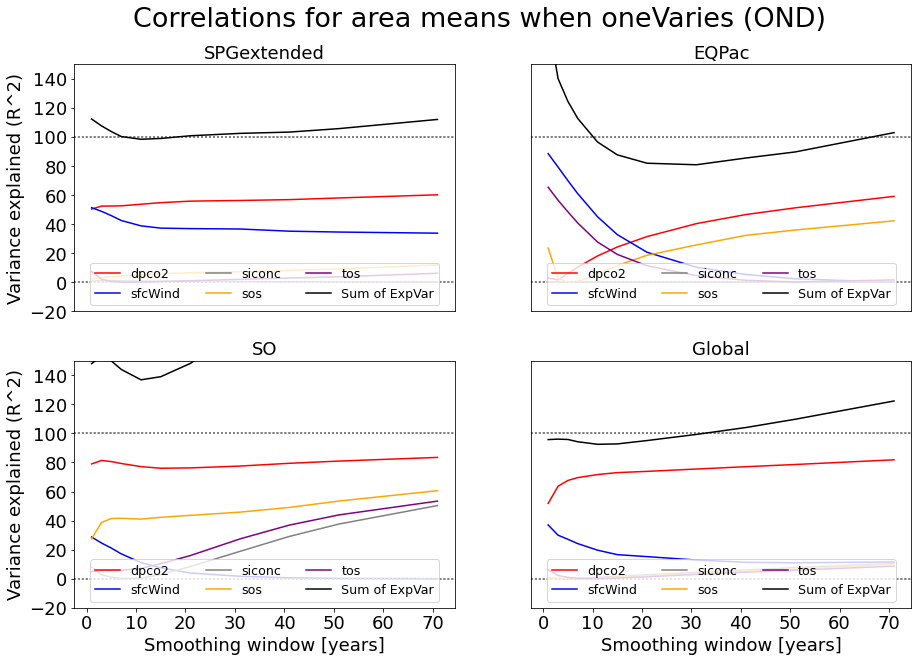 Correlations for area means when oneVaries (OND)
SPGextended
EQPac
Variance explained (R^2)
140
120
100
80
60
40
20
0
−20
dpco2
siconc
tos
sfcWind
sos
Sum of ExpVar
dpco2
siconc
tos
sfcWind
sos
Sum of ExpVar
SO
Global
Variance explained (R^2)
140
120
100
80
60
40
20
0
−20
dpco2
siconc
tos
sfcWind
sos
Sum of ExpVar
dpco2
siconc
tos
sfcWind
sos
Sum of ExpVar
0 10 20 30 40 50 60 70
0 10 20 30 40 50 60 70
Smoothing window [years]
Smoothing window [years]